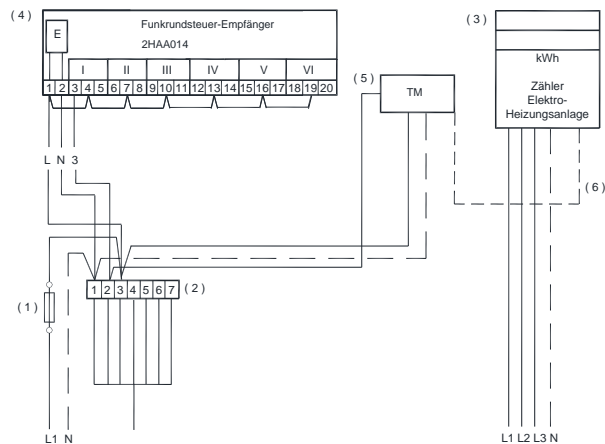 ( 4 )
Funkrundsteuer-Empfänger
2HAA014
E
I II III IV V VI
1 2 3 4 5 6 7 8 9 10 11 12 13 14 15 16 17 18 19 20
L N 3
( 5 )
TM
( 3 )
kWh
Zähler
Elektro-
Heizungsanlage
( 6 )
( 1 )
1 2 3 4 5 6 7
( 2 )
L1 N
L1 L2 L3 N